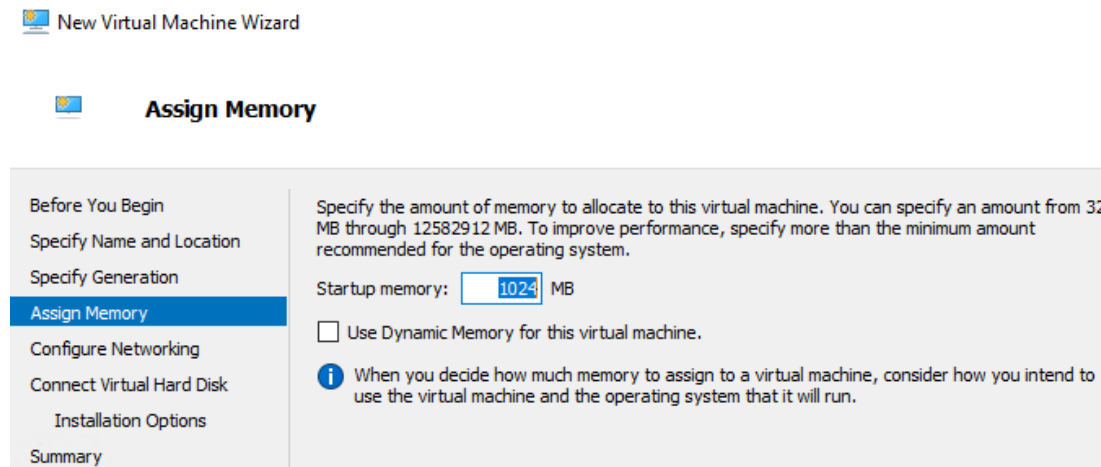 New Virtual Machine Wizard
Assign Memory
Before You Begin
Specify Name and Location
Specify Generation
Assign Memory
Configure Networking
Connect Virtual Hard Disk
Installation Options
Summary
Specify the amount of memory to allocate to this virtual machine. You can specify an amount from 32
MB through 12582912 MB. To improve performance, specify more than the minimum amount
recommended for the operating system.
Startup memory: 1024 MB
Use Dynamic Memory for this virtual machine.
When you decide how much memory to assign to a virtual machine, consider how you intend to
use the virtual machine and the operating system that it will run.